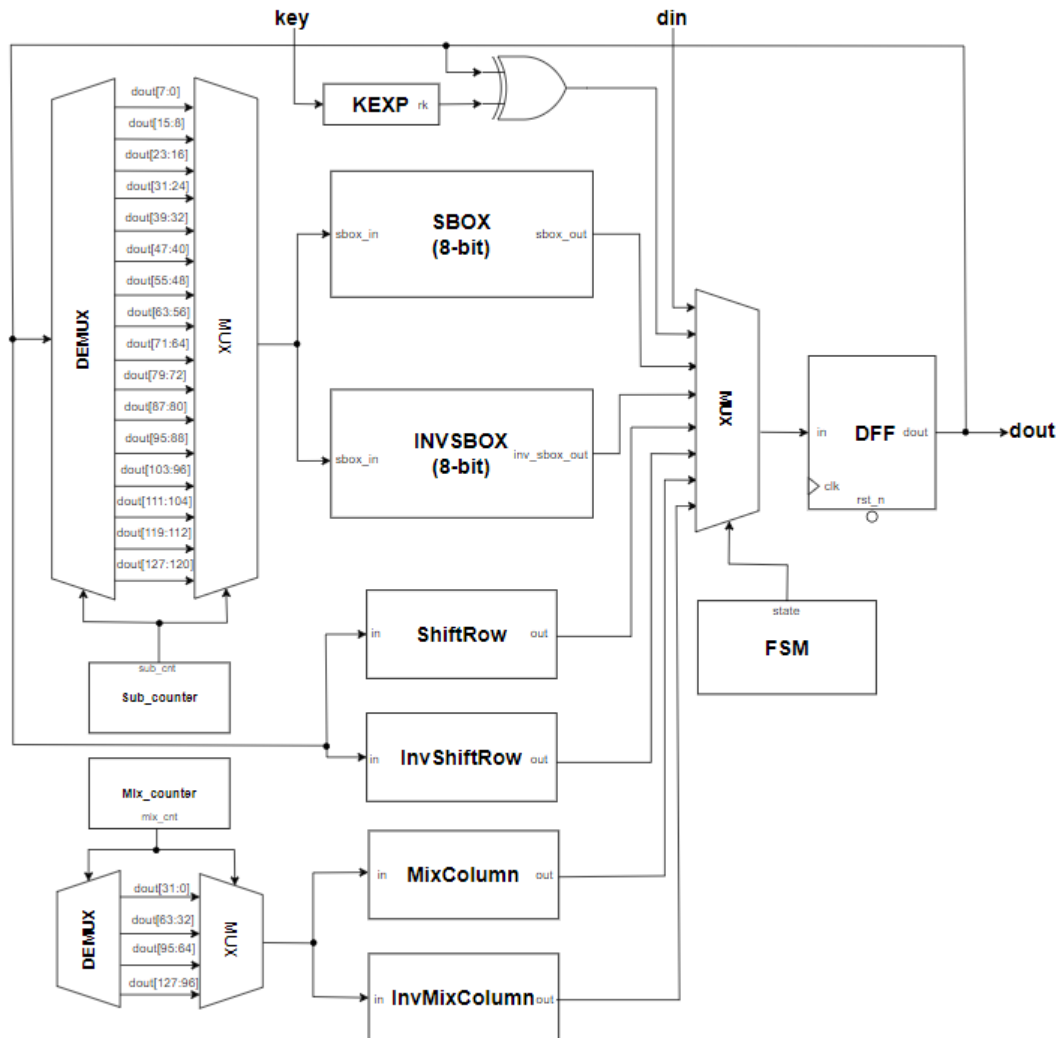 key
din
dout[7:0]
dout[15:8]
dout[23:16]
dout[31:24]
dout[39:32]
dout[47:40]
dout[55:48]
dout[63:56]
dout[71:64]
dout[79:72]
dout[87:80]
dout[95:88]
dout[103:96]
dout[111:104]
dout[119:112]
dout[127:120]
DEMUX
MUX
sub_cnt
Sub_counter
KEXP rk
SBOX
(8-bit)
sbox_in
sbox_out
INVSBOX
(8-bit)
sbox_in
inv_sbox_out
MUX
in DFF dout
clk
rst_n
dout
state
FSM
in ShiftRow out
in InvShiftRow out
Mix_counter
mix_cnt
DEMUX
dout[31:0]
dout[63:32]
dout[95:64]
dout[127:96]
MUX
in MixColumn out
in InvMixColumn out